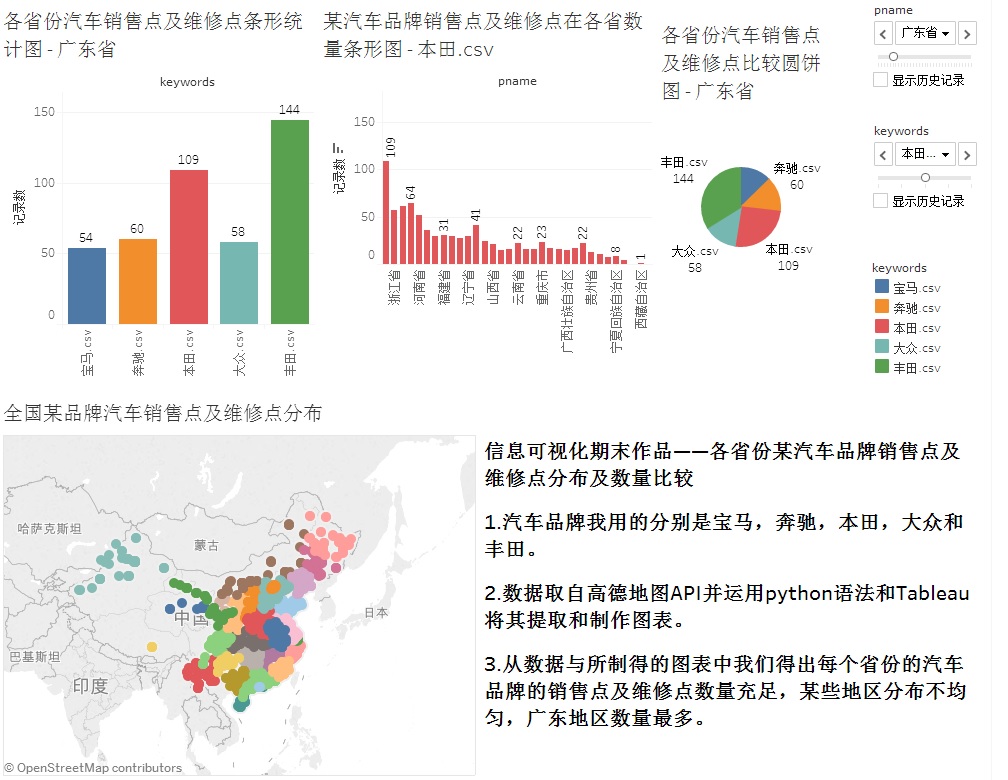 各省份汽车销售点及维修点条形统
计图 - 广东省
keywords
150
100
50
0
记录数
54
60
109
58
144
宝马.csv
奔驰.csv
本田.csv
大众.csv
丰田.csv
某汽车品牌销售点及维修点在各省数
量条形图 - 本田.csv
pname
150
100
50
0
记录数
109
64
31
41
22
23
22
8
1
浙江省
河南省
福建省
辽宁省
山西省
云南省
重庆市
广西壮族自治区
贵州省
宁夏回族自治区
西藏自治区
各省份汽车销售点
及维修点比较圆饼
图 - 广东省
丰田.csv
144
奔驰.csv
60
大众.csv
58
本田.csv
109
pname
广东省
显示历史记录
keywords
本田...
显示历史记录
keywords
宝马.csv
奔驰.csv
本田.csv
大众.csv
丰田.csv
全国某品牌汽车销售点及维修点分布
哈萨克斯坦
蒙古
中国
日本
巴基斯坦
印度
© OpenStreetMap contributors
信息可视化期末作品——各省份某汽车品牌销售点及
维修点分布及数量比较
1.汽车品牌我用的分别是宝马，奔驰，本田，大众和
丰田。
2.数据取自高德地图API并运用python语法和Tableau
将其提取和制作图表。
3.从数据与所制得的图表中我们得出每个省份的汽车
品牌的销售点及维修点数量充足，某些地区分布不均
匀，广东地区数量最多。